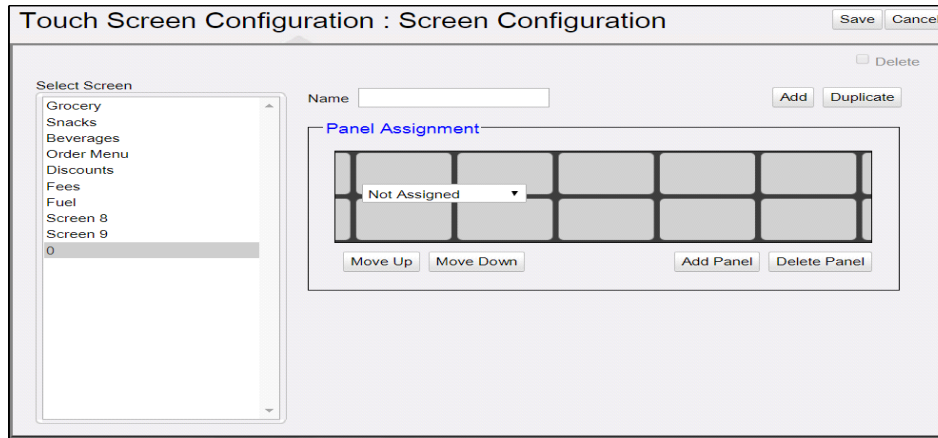 Touch Screen Configuration : Screen Configuration
Save Cancel
Delete
Select Screen
Grocery
Snacks
Beverages
Order Menu
Discounts
Fees
Fuel
Screen 8
Screen 9
0
Name
Add Duplicate
Panel Assignment
Not Assigned
Move Up Move Down Add Panel Delete Panel